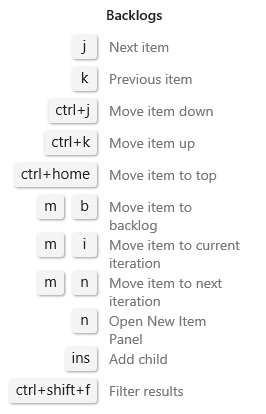 Backlogs
j Next item
k Previous item
ctrl+j Move item down
ctrl+k Move item up
ctrl+home Move item to top
m b Move item to
backlog
m i Move item to current
iteration
m n Move item to next
iteration
n Open New Item
Panel
ins Add child
ctrl+shift+f Filter results